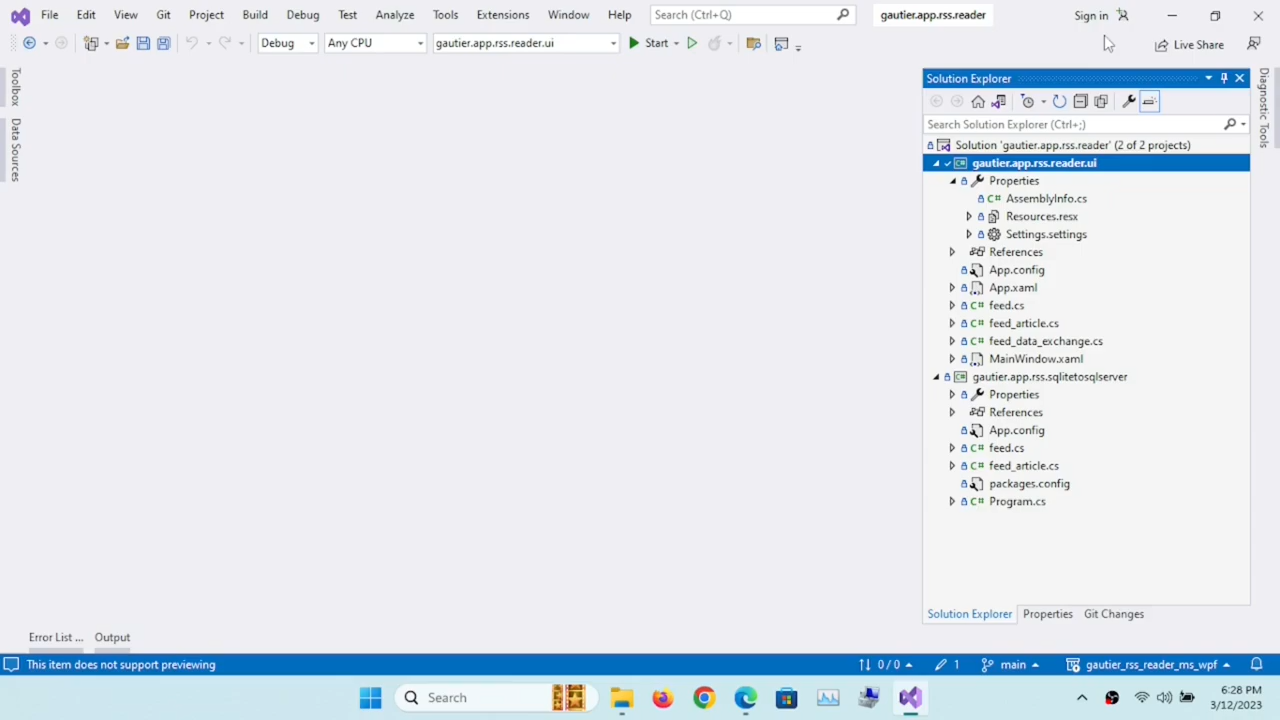 File Edit View Git Project Build Debug Test Analyze Tools Extensions Window Help Search (Ctrl+Q) gautier.app.rss.reader Sign in
Debug Any CPU gautier.app.rss.reader.ui Start Live Share
Toolbox
Data Sources
Solution Explorer
Diagnostic Tools
Search Solution Explorer (Ctrl+;)
Solution 'gautier.app.rss.reader' (2 of 2 projects)
gautier.app.rss.reader.ui
Properties
C# AssemblyInfo.cs
Resources.resx
Settings.settings
References
App.config
App.xaml
C# feed.cs
C# feed_article.cs
C# feed_data_exchange.cs
MainWindow.xaml
gautier.app.rss.sqlitetosqlserver
Properties
References
App.config
C# feed.cs
C# feed_article.cs
packages.config
C# Program.cs
Solution Explorer Properties Git Changes
Error List ... Output
This item does not support previewing 0 / 0 1 main gautier_rss_reader_ms_wpf
Search
6:28 PM
3/12/2023